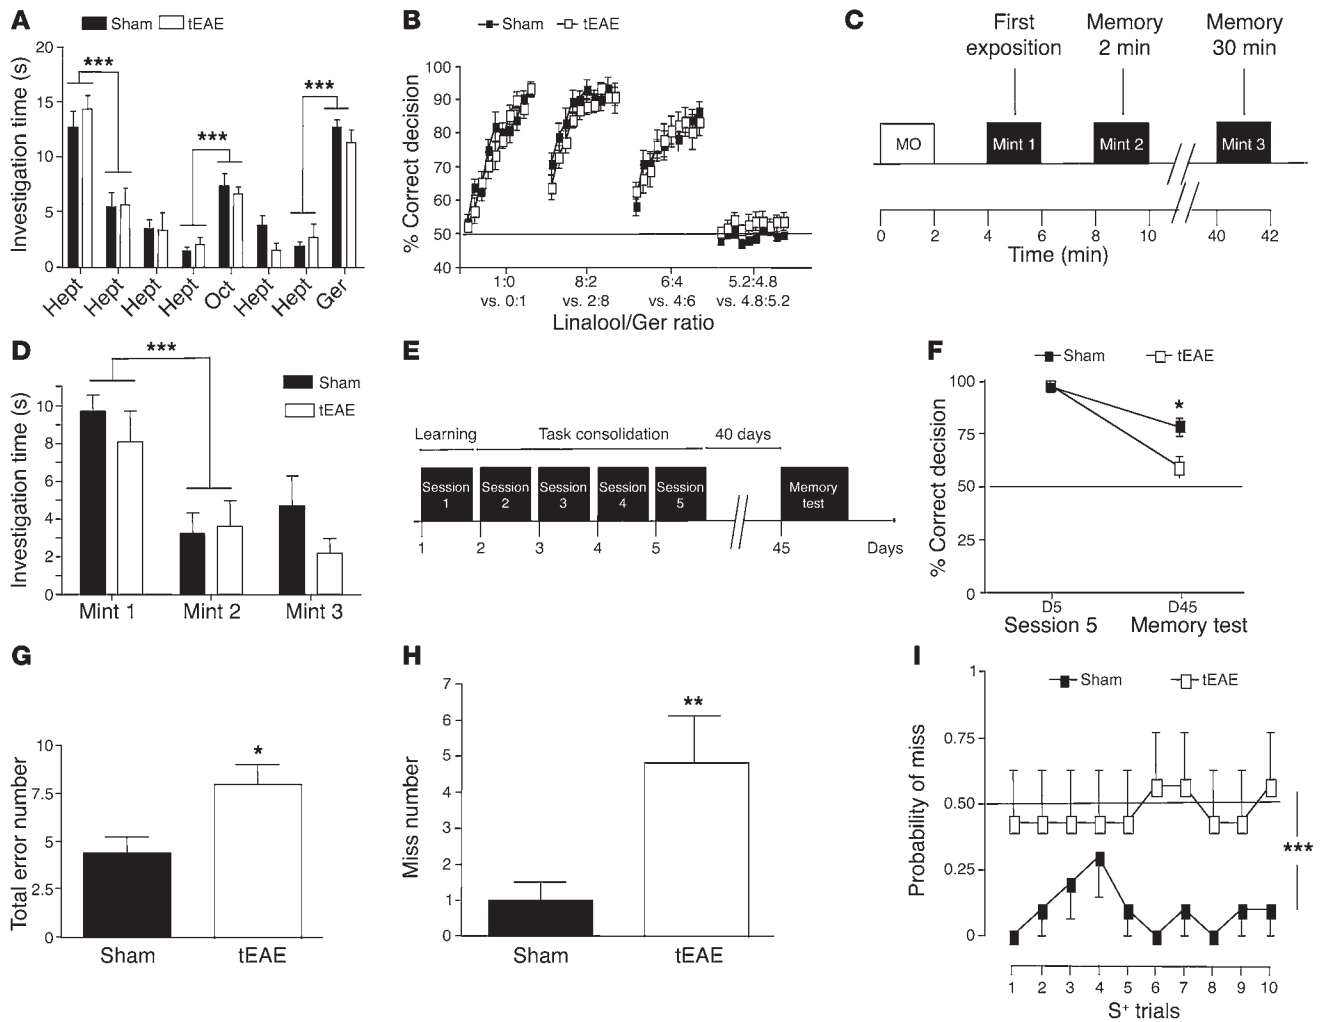 A
Sham tEAE
Investigation time (s)
20
15
10
5
0
***
***
***
Hept Hept Hept Hept Oct Hept Hept Ger
B
Sham tEAE
% Correct decision
100
90
80
70
60
50
40
1:0 8:2 6:4 5.2:4.8
vs. 0:1 vs. 2:8 vs. 4:6 vs. 4.8:5.2
Linalool/Ger ratio
C
First Memory Memory
exposition 2 min 30 min
MO Mint 1 Mint 2 Mint 3
0 2 4 6 8 10 40 42
Time (min)
D
***
Sham
tEAE
Investigation time (s)
10
8
6
4
2
0
Mint 1 Mint 2 Mint 3
E
Learning Task consolidation 40 days
Session Session Session Session Session Memory
1 2 3 4 5 test
1 2 3 4 5 45 Days
F
Sham tEAE
% Correct decision
100
75
50
25
0
*
D5 D45
Session 5 Memory test
G
Total error number
10
7.5
5
2.5
0
*
Sham tEAE
H
Miss number
7
6
5
4
3
2
1
0
**
Sham tEAE
I
Sham tEAE
Probability of miss
1
0.75
0.50
0.25
0
***
1 2 3 4 5 6 7 8 9 10
S+ trials